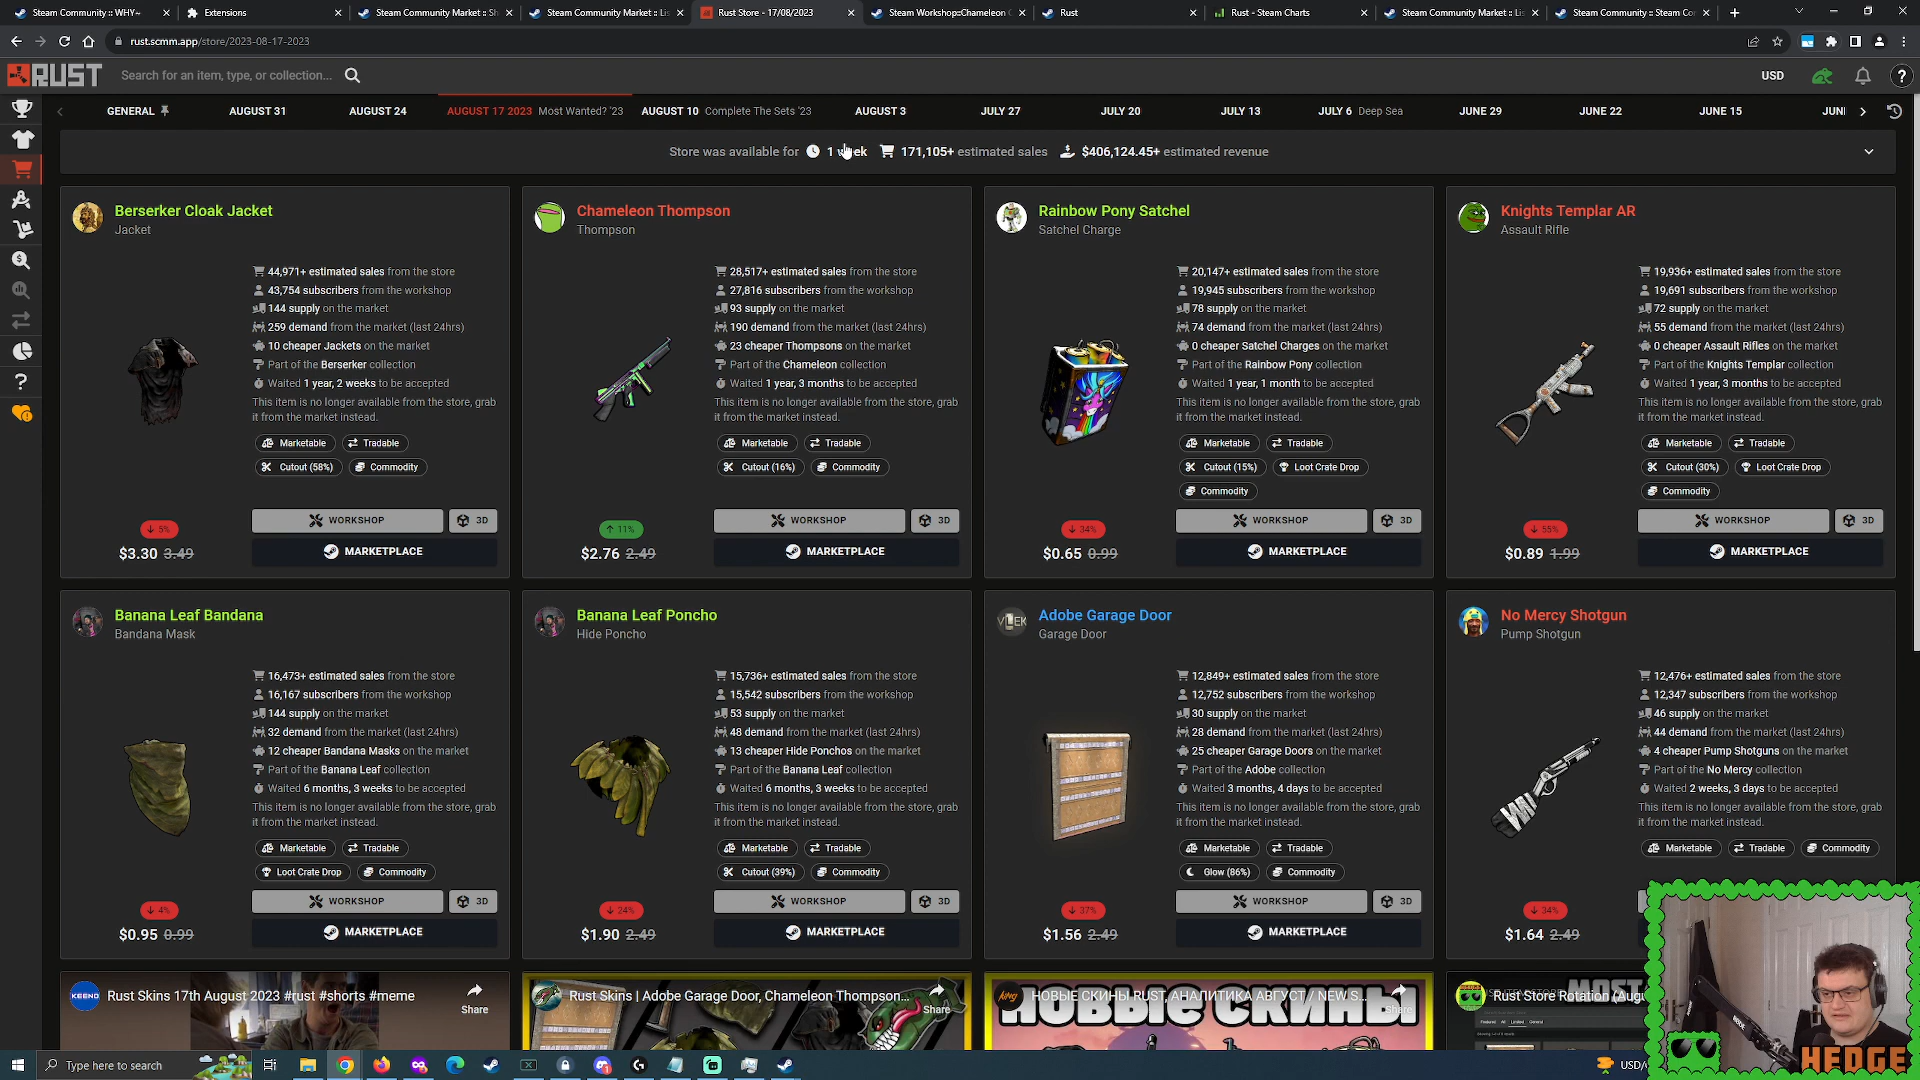 Steam Community :: WHY~
Extensions
Steam Community Market :: Sh
Steam Community Market :: Lis
Rust Store - 17/08/2023
Steam Workshop::Chameleon
Rust
Rust - Steam Charts
Steam Community Market :: Lis
Steam Community :: Steam Co
rust.scmm.app/store/2023-08-17-2023
RUST
Search for an item, type, or collection...
USD
GENERAL
AUGUST 31
AUGUST 24
AUGUST 17 2023 Most Wanted? '23
AUGUST 10 Complete The Sets '23
AUGUST 3
JULY 27
JULY 20
JULY 13
JULY 6 Deep Sea
JUNE 29
JUNE 22
JUNE 15
JUN
Store was available for 1 week 171,105+ estimated sales $406,124.45+ estimated revenue
Berserker Cloak Jacket
Jacket
44,971+ estimated sales from the store
43,754 subscribers from the workshop
144 supply on the market
259 demand from the market (last 24hrs)
10 cheaper Jackets on the market
Part of the Berserker collection
Waited 1 year, 2 weeks to be accepted
This item is no longer available from the store, grab
it from the market instead.
Marketable Tradable
Cutout (58%) Commodity
5%
$3.30 3.49
WORKSHOP 3D
MARKETPLACE
Chameleon Thompson
Thompson
28,517+ estimated sales from the store
27,816 subscribers from the workshop
93 supply on the market
190 demand from the market (last 24hrs)
23 cheaper Thompsons on the market
Part of the Chameleon collection
Waited 1 year, 3 months to be accepted
This item is no longer available from the store, grab
it from the market instead.
Marketable Tradable
Cutout (16%) Commodity
11%
$2.76 2.49
WORKSHOP 3D
MARKETPLACE
Rainbow Pony Satchel
Satchel Charge
20,147+ estimated sales from the store
19,945 subscribers from the workshop
78 supply on the market
74 demand from the market (last 24hrs)
0 cheaper Satchel Charges on the market
Part of the Rainbow Pony collection
Waited 1 year, 1 month to be accepted
This item is no longer available from the store, grab
it from the market instead.
Marketable Tradable
Cutout (15%) Loot Crate Drop
Commodity
34%
$0.65 0.99
WORKSHOP 3D
MARKETPLACE
Knights Templar AR
Assault Rifle
19,936+ estimated sales from the store
19,691 subscribers from the workshop
72 supply on the market
55 demand from the market (last 24hrs)
0 cheaper Assault Rifles on the market
Part of the Knights Templar collection
Waited 1 year, 3 months to be accepted
This item is no longer available from the store, grab
it from the market instead.
Marketable Tradable
Cutout (30%) Loot Crate Drop
Commodity
55%
$0.89 1.99
WORKSHOP 3D
MARKETPLACE
Banana Leaf Bandana
Bandana Mask
16,473+ estimated sales from the store
16,167 subscribers from the workshop
144 supply on the market
32 demand from the market (last 24hrs)
12 cheaper Bandana Masks on the market
Part of the Banana Leaf collection
Waited 6 months, 3 weeks to be accepted
This item is no longer available from the store, grab
it from the market instead.
Marketable Tradable
Loot Crate Drop Commodity
4%
$0.95 0.99
WORKSHOP 3D
MARKETPLACE
Banana Leaf Poncho
Hide Poncho
15,736+ estimated sales from the store
15,542 subscribers from the workshop
53 supply on the market
48 demand from the market (last 24hrs)
13 cheaper Hide Ponchos on the market
Part of the Banana Leaf collection
Waited 6 months, 3 weeks to be accepted
This item is no longer available from the store, grab
it from the market instead.
Marketable Tradable
Cutout (39%) Commodity
24%
$1.90 2.49
WORKSHOP 3D
MARKETPLACE
VLEK
Adobe Garage Door
Garage Door
12,849+ estimated sales from the store
12,752 subscribers from the workshop
30 supply on the market
28 demand from the market (last 24hrs)
25 cheaper Garage Doors on the market
Part of the Adobe collection
Waited 3 months, 4 days to be accepted
This item is no longer available from the store, grab
it from the market instead.
Marketable Tradable
Glow (86%) Commodity
37%
$1.56 2.49
WORKSHOP 3D
MARKETPLACE
No Mercy Shotgun
Pump Shotgun
12,476+ estimated sales from the store
12,347 subscribers from the workshop
46 supply on the market
44 demand from the market (last 24hrs)
4 cheaper Pump Shotguns on the market
Part of the No Mercy collection
Waited 2 weeks, 3 days to be accepted
This item is no longer available from the store, grab
it from the market instead.
Marketable Tradable Commodity
34%
$1.64 2.49
KEENO
Rust Skins 17th August 2023 #rust #shorts #meme
Share
Rust Skins | Adobe Garage Door, Chameleon Thompson...
Share
НОВЫЕ СКИНЫ RUST, АНАЛИТИКА АВГУСТ / NEW S...
Share
НОВЫЕ СКИНЫ
Rust Store Rotation (Augu
MOST
HEDGE
Type here to search
USD/